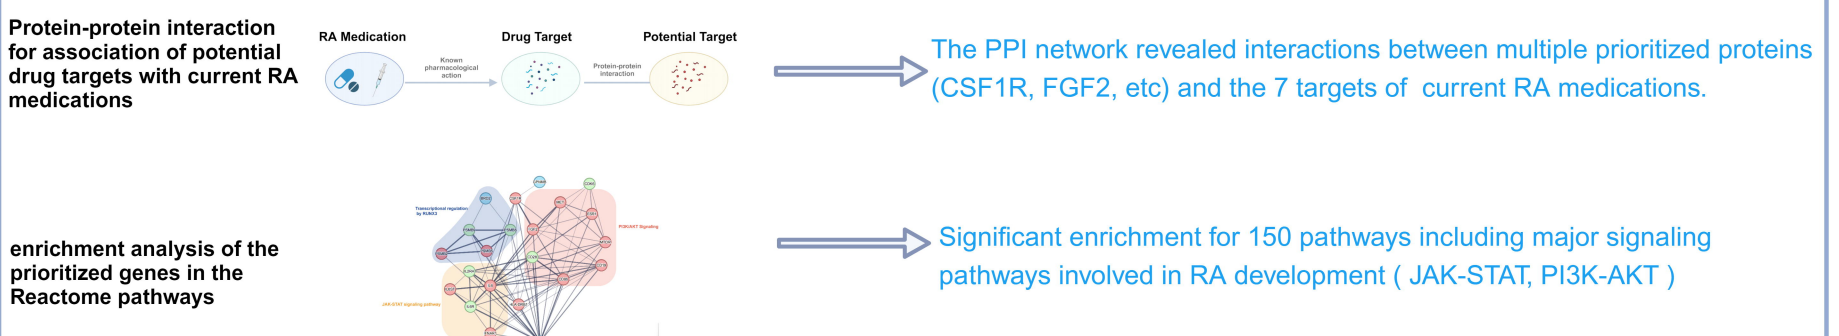 Protein-protein interaction
for association of potential
drug targets with current RA
medications
RA Medication
Drug Target
Potential Target
Known
pharmacological
action
Protein-protein
interaction
The PPI network revealed interactions between multiple prioritized proteins
(CSF1R, FGF2, etc) and the 7 targets of current RA medications.
Transcriptional regulation
by RUNX3
PI3K/AKT Signaling
JAK-STAT signaling pathway
enrichment analysis of the
prioritized genes in the
Reactome pathways
Significant enrichment for 150 pathways including major signaling
pathways involved in RA development ( JAK-STAT, PI3K-AKT )